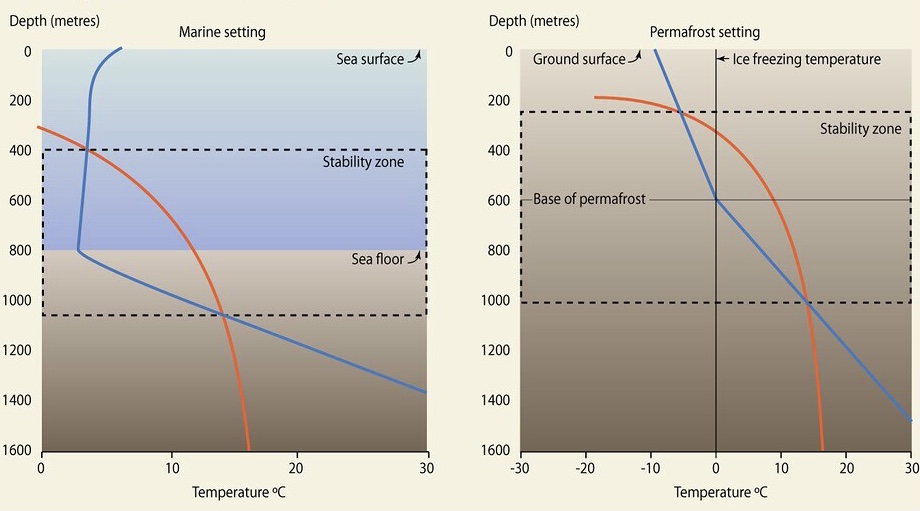 Depth (metres)
Marine setting
0
200
400
600
800
1000
1200
1400
1600
Sea surface
Stability zone
Sea floor
0
10
20
30
Temperature ºC
Depth (metres)
Permafrost setting
0
200
400
600
800
1000
1200
1400
1600
Ground surface
Ice freezing temperature
Stability zone
Base of permafrost
-30
-20
-10
0
10
20
30
Temperature ºC